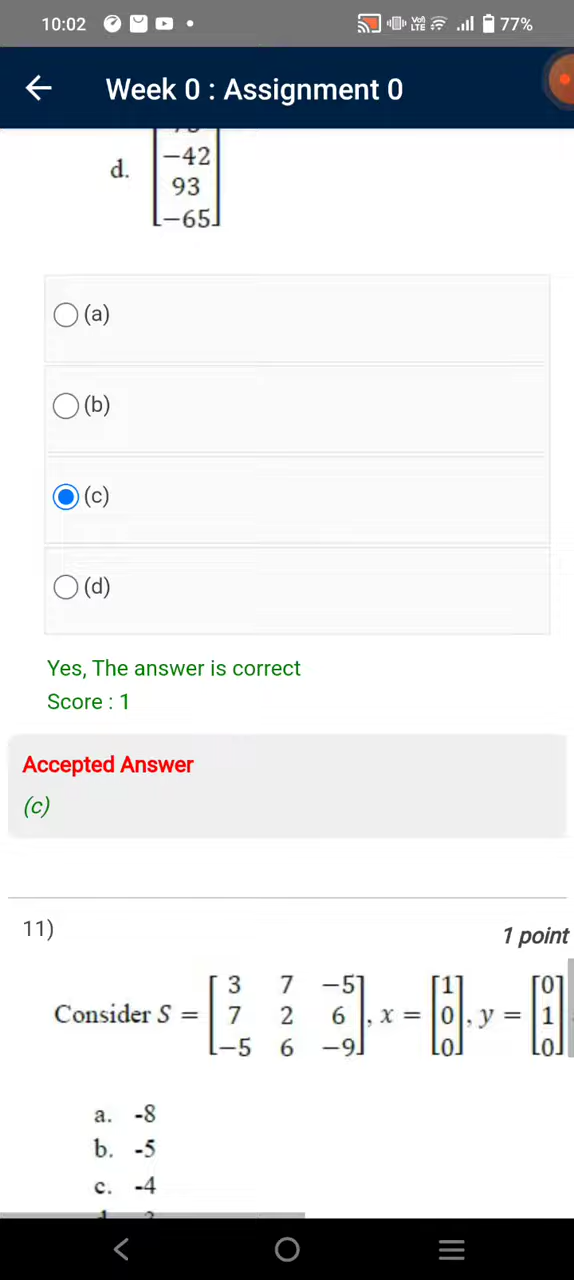 10:02 77%
Week 0 : Assignment 0
d. [−42
93
−65]
(a)
(b)
(c)
(d)
Yes, The answer is correct
Score : 1
Accepted Answer
(c)
11)
1 point
Consider S = [3 7 −5
7 2 6
−5 6 −9], x = [1
0
0], y = [0
1
0]
a. -8
b. -5
c. -4